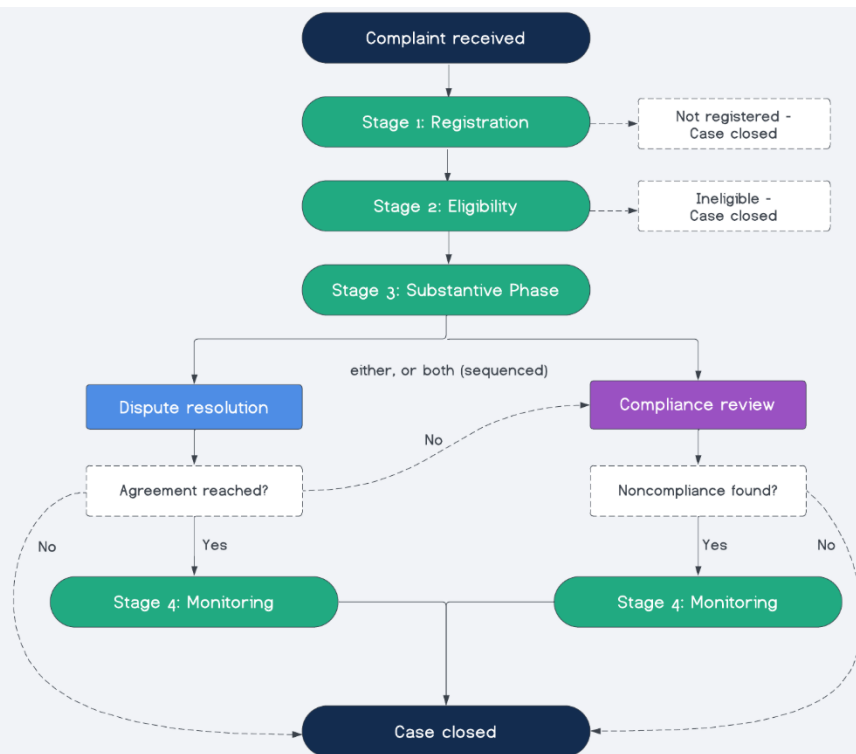 Complaint received
Stage 1: Registration
Not registered -
Case closed
Stage 2: Eligibility
Ineligible -
Case closed
Stage 3: Substantive Phase
either, or both (sequenced)
Dispute resolution
Compliance review
No
Agreement reached?
Noncompliance found?
No
Yes
Yes
No
Stage 4: Monitoring
Stage 4: Monitoring
Case closed